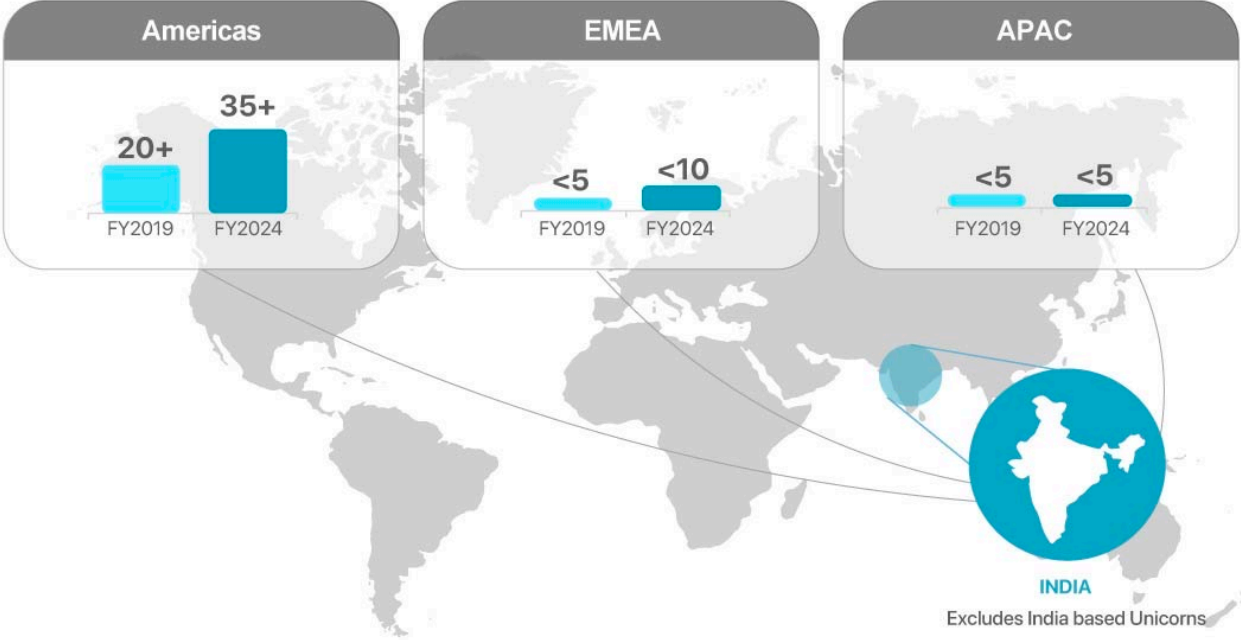 Americas
20+
35+
FY2019
FY2024
EMEA
<5
<10
FY2019
FY2024
APAC
<5
<5
FY2019
FY2024
INDIA
Excludes India based Unicorns